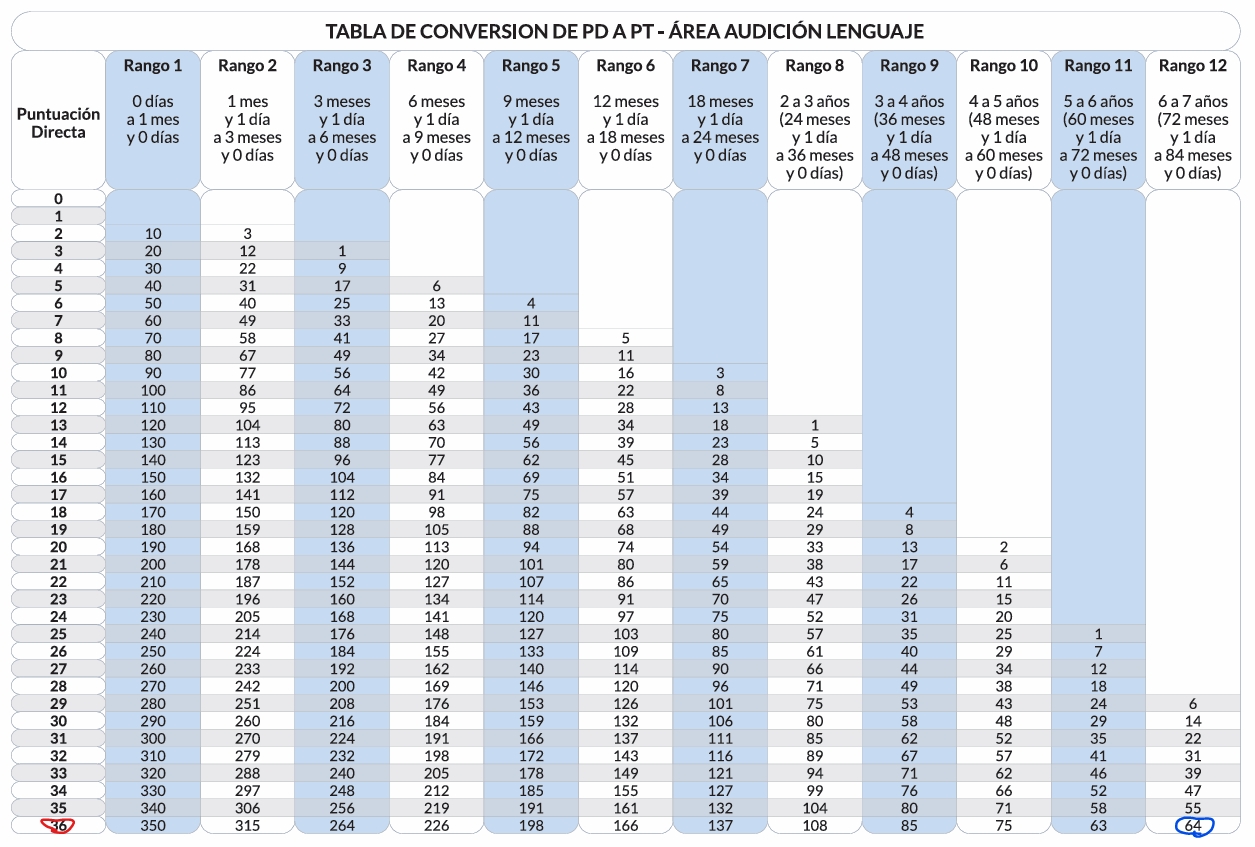 TABLA DE CONVERSION DE PD A PT - ÁREA AUDICIÓN LENGUAJE
Puntuación Directa
Rango 1 0 días a 1 mes y 0 días
Rango 2 1 mes y 1 día a 3 meses y 0 días
Rango 3 3 meses y 1 día a 6 meses y 0 días
Rango 4 6 meses y 1 día a 9 meses y 0 días
Rango 5 9 meses y 1 día a 12 meses y 0 días
Rango 6 12 meses y 1 día a 18 meses y 0 días
Rango 7 18 meses y 1 día a 24 meses y 0 días
Rango 8 2 a 3 años (24 meses y 1 día a 36 meses y 0 días)
Rango 9 3 a 4 años (36 meses y 1 día a 48 meses y 0 días)
Rango 10 4 a 5 años (48 meses y 1 día a 60 meses y 0 días)
Rango 11 5 a 6 años (60 meses y 1 día a 72 meses y 0 días)
Rango 12 6 a 7 años (72 meses y 1 día a 84 meses y 0 días)
0
1
2 10 3
3 20 12 1
4 30 22 9
5 40 31 17 6
6 50 40 25 13 4
7 60 49 33 20 11
8 70 58 41 27 17 5
9 80 67 49 34 23 11
10 90 77 56 42 30 16 3
11 100 86 64 49 36 22 8
12 110 95 72 56 43 28 13
13 120 104 80 63 49 34 18 1
14 130 113 88 70 56 39 23 5
15 140 123 96 77 62 45 28 10
16 150 132 104 84 69 51 34 15
17 160 141 112 91 75 57 39 19
18 170 150 120 98 82 63 44 24 4
19 180 159 128 105 88 68 49 29 8
20 190 168 136 113 94 74 54 33 13 2
21 200 178 144 120 101 80 59 38 17 6
22 210 187 152 127 107 86 65 43 22 11
23 220 196 160 134 114 91 70 47 26 15
24 230 205 168 141 120 97 75 52 31 20
25 240 214 176 148 127 103 80 57 35 25 1
26 250 224 184 155 133 109 85 61 40 29 7
27 260 233 192 162 140 114 90 66 44 34 12
28 270 242 200 169 146 120 96 71 49 38 18
29 280 251 208 176 153 126 101 75 53 43 24 6
30 290 260 216 184 159 132 106 80 58 48 29 14
31 300 270 224 191 166 137 111 85 62 52 35 22
32 310 279 232 198 172 143 116 89 67 57 41 31
33 320 288 240 205 178 149 121 94 71 62 46 39
34 330 297 248 212 185 155 127 99 76 66 52 47
35 340 306 256 219 191 161 132 104 80 71 58 55
36 350 315 264 226 198 166 137 108 85 75 63 64